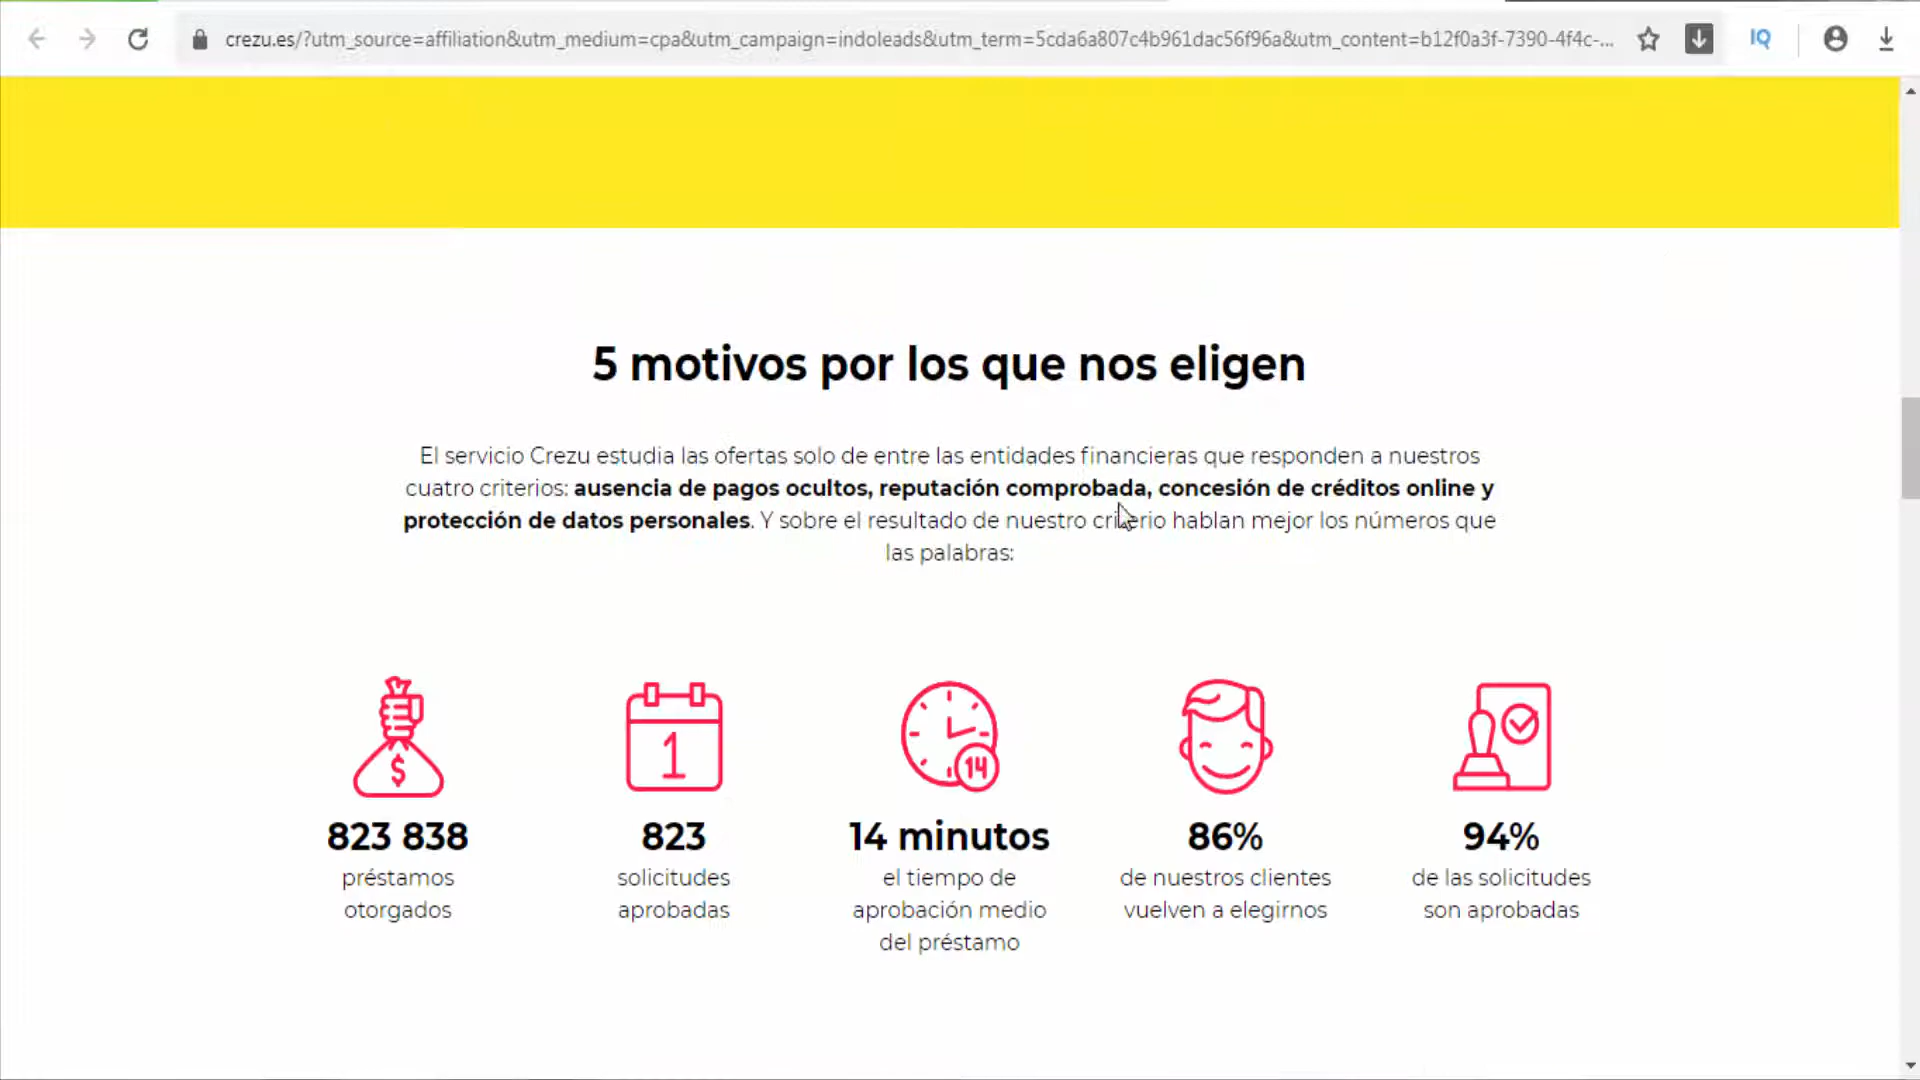 crezu.es/?utm_source=affiliation&utm_medium=cpa&utm_campaign=indoleads&utm_term=5cda6a807c4b961dac56f96a&utm_content=b12f0a3f-7390-4f4c-...
IQ
5 motivos por los que nos eligen
El servicio Crezu estudia las ofertas solo de entre las entidades financieras que responden a nuestros
cuatro criterios: ausencia de pagos ocultos, reputación comprobada, concesión de créditos online y
protección de datos personales. Y sobre el resultado de nuestro criterio hablan mejor los números que
las palabras:
$
1
14
823 838
préstamos
otorgados
823
solicitudes
aprobadas
14 minutos
el tiempo de
aprobación medio
del préstamo
86%
de nuestros clientes
vuelven a elegirnos
94%
de las solicitudes
son aprobadas